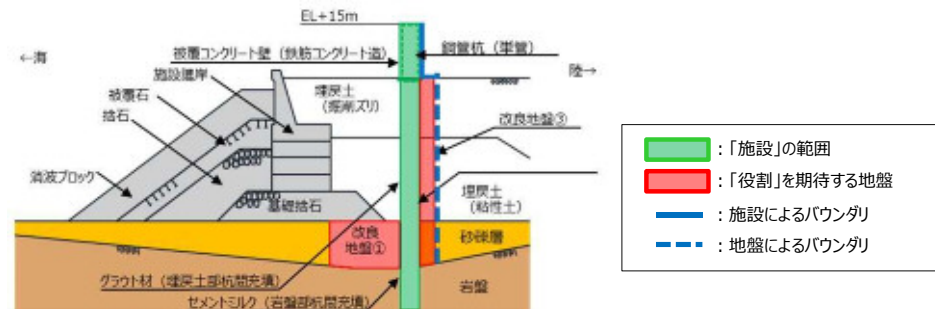 EL+15m
←海
陸→
被覆コンクリート壁（鉄筋コンクリート造）
鋼管杭（単管）
施設護岸
埋戻土
（掘削ズリ）
被覆石
捨石
改良地盤③
消波ブロック
基礎捨石
埋戻土
（粘性土）
改良
地盤①
砂礫層
グラウト材（埋戻土部杭間充填）
セメントミルク（岩盤部杭間充填）
岩盤
：「施設」の範囲
：「役割」を期待する地盤
：施設によるバウンダリ
：地盤によるバウンダリ